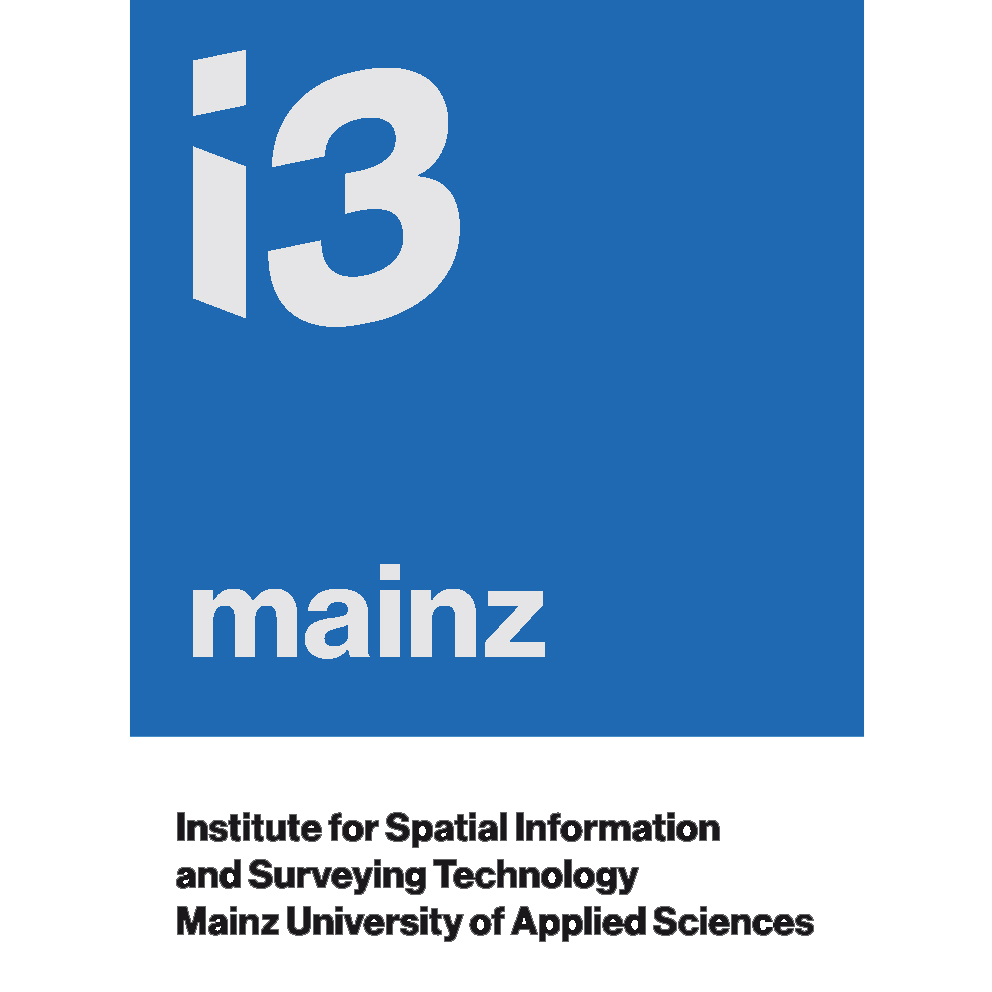 i3
mainz
Institute for Spatial Information
and Surveying Technology
Mainz University of Applied Sciences